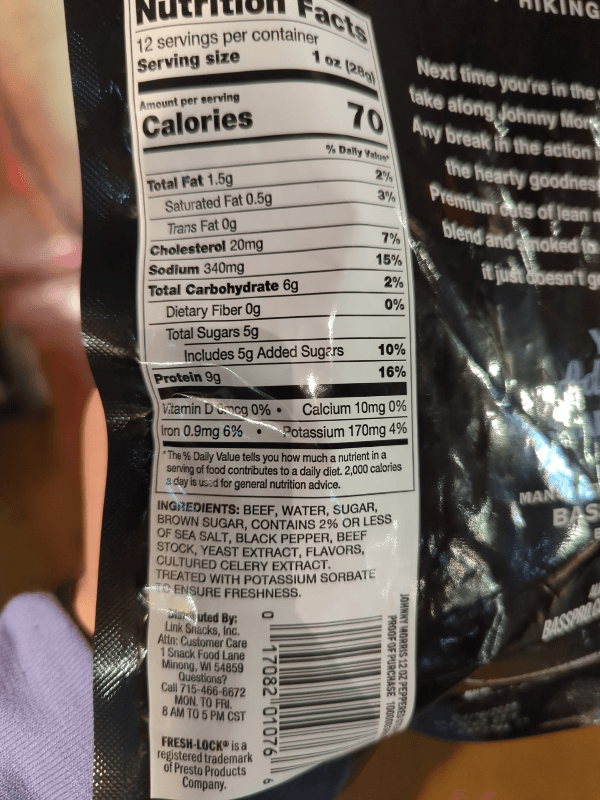 Nutrition Facts
12 servings per container
Serving size 1 oz (28g)
Amount per serving
Calories 70
% Daily Value*
Total Fat 1.5g 2%
Saturated Fat 0.5g 3%
Trans Fat 0g
Cholesterol 20mg 7%
Sodium 340mg 15%
Total Carbohydrate 6g 2%
Dietary Fiber 0g 0%
Total Sugars 5g
Includes 5g Added Sugars 10%
Protein 9g 16%
Vitamin D 0mcg 0% • Calcium 10mg 0%
Iron 0.9mg 6% • Potassium 170mg 4%
*The % Daily Value tells you how much a nutrient in a
serving of food contributes to a daily diet. 2,000 calories
a day is used for general nutrition advice.
INGREDIENTS: BEEF, WATER, SUGAR,
BROWN SUGAR, CONTAINS 2% OR LESS
OF SEA SALT, BLACK PEPPER, BEEF
STOCK, YEAST EXTRACT, FLAVORS,
CULTURED CELERY EXTRACT.
TREATED WITH POTASSIUM SORBATE
TO ENSURE FRESHNESS.
Distributed By:
Link Snacks, Inc.
Attn: Customer Care
1 Snack Food Lane
Minong, WI 54859
Questions?
Call 715-466-6672
MON. TO FRI.
8 AM TO 5 PM CST
FRESH-LOCK® is a
registered trademark
of Presto Products
Company.
0 17082 01076 6
JOHNNY MORRIS 12 OZ PEPPERED
PROOF OF PURCHASE
HIKING
Next time you're in the
take along Johnny
Any break in the action
the hearty goodness
Premium cuts of lean
blend and smoked to
it just doesn't
BAS